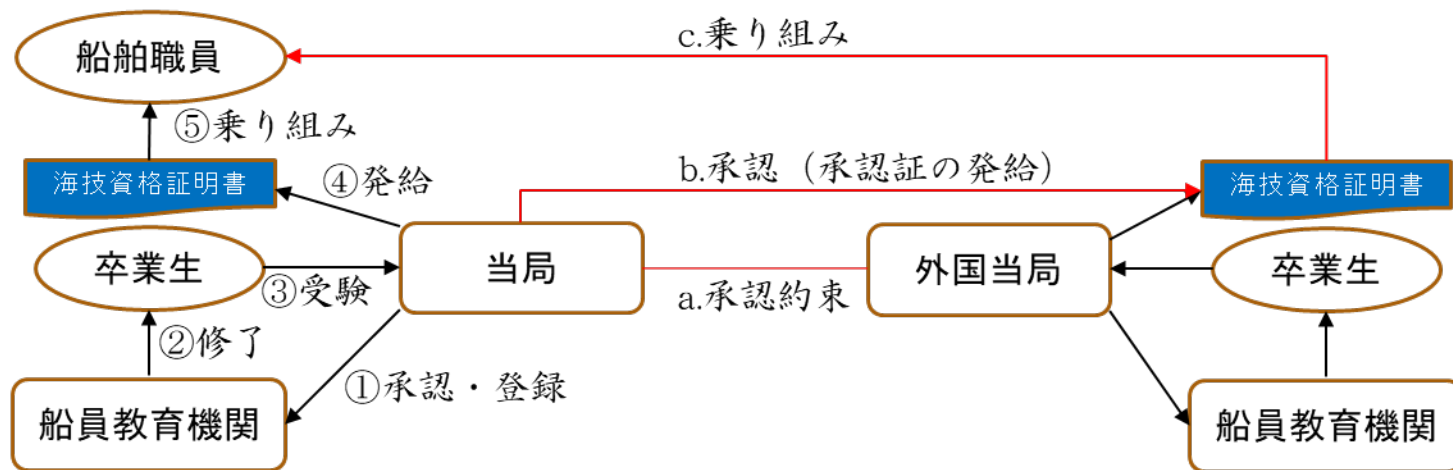 船舶職員
c.乗り組み
⑤乗り組み
海技資格証明書
④発給
b.承認（承認証の発給）
海技資格証明書
卒業生
③受験
当局
a.承認約束
外国当局
卒業生
②修了
①承認・登録
船員教育機関
船員教育機関